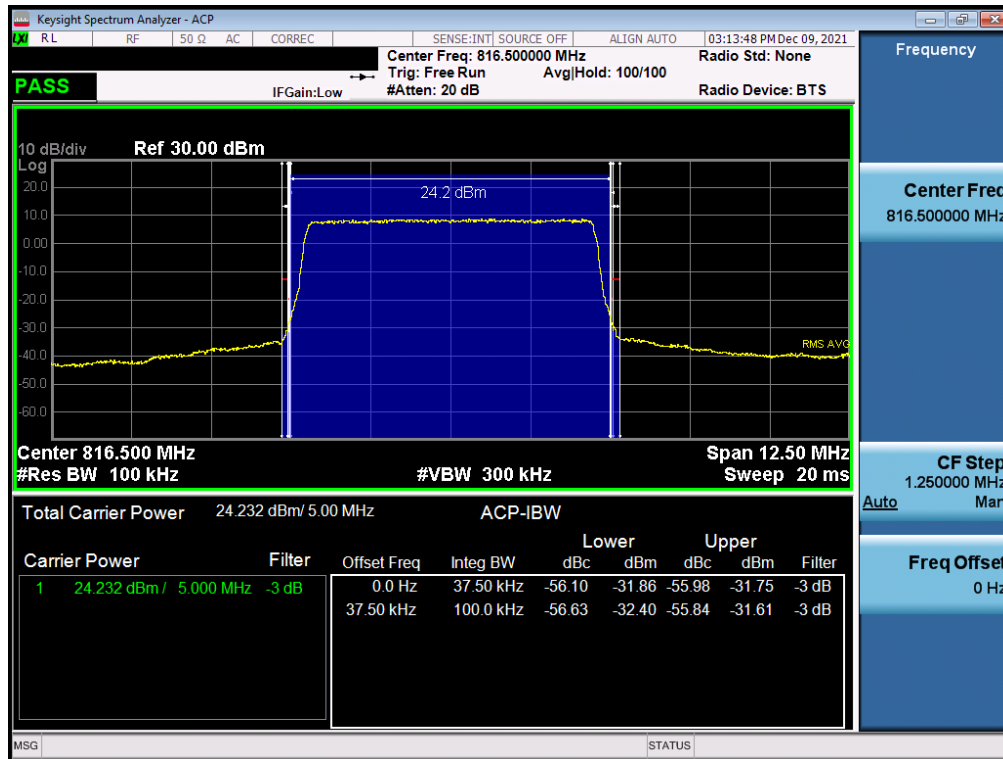 Keysight Spectrum Analyzer - ACP
LXI RL RF 50 Ω AC CORREC SENSE:INT SOURCE OFF ALIGN AUTO 03:13:48 PM Dec 09, 2021
Center Freq: 816.500000 MHz Radio Std: None
Trig: Free Run Avg|Hold: 100/100
PASS IFGain:Low #Atten: 20 dB Radio Device: BTS
10 dB/div Ref 30.00 dBm
Log
20.0
24.2 dBm
10.0
0.00
-10.0
-20.0
-30.0
RMS AVG
-40.0
-50.0
-60.0
Center 816.500 MHz Span 12.50 MHz
#Res BW 100 kHz #VBW 300 kHz Sweep 20 ms
Total Carrier Power 24.232 dBm/ 5.00 MHz ACP-IBW
Lower Upper
Carrier Power Filter Offset Freq Integ BW dBc dBm dBc dBm Filter
1 24.232 dBm / 5.000 MHz -3 dB 0.0 Hz 37.50 kHz -56.10 -31.86 -55.98 -31.75 -3 dB
37.50 kHz 100.0 kHz -56.63 -32.40 -55.84 -31.61 -3 dB
MSG STATUS
Frequency
Center Freq
816.500000 MHz
CF Step
1.250000 MHz
Auto Man
Freq Offset
0 Hz